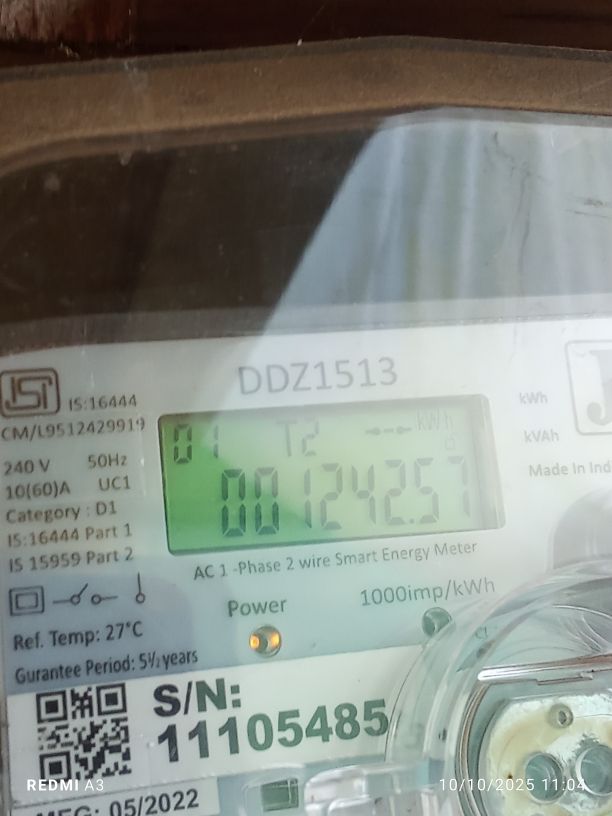 DDZ1513
IS:16444
CM/L9512429919
240 V 50Hz
10(60)A UC1
Category : D1
IS:16444 Part 1
IS 15959 Part 2
01 T2 kWh
001242.57
kWh
kVAh
Made In Ind
AC 1 -Phase 2 wire Smart Energy Meter
Power
1000imp/kWh
Ref. Temp: 27°C
Gurantee Period: 5½ years
S/N:
11105485
MFG: 05/2022
REDMI A3
10/10/2025 11:04